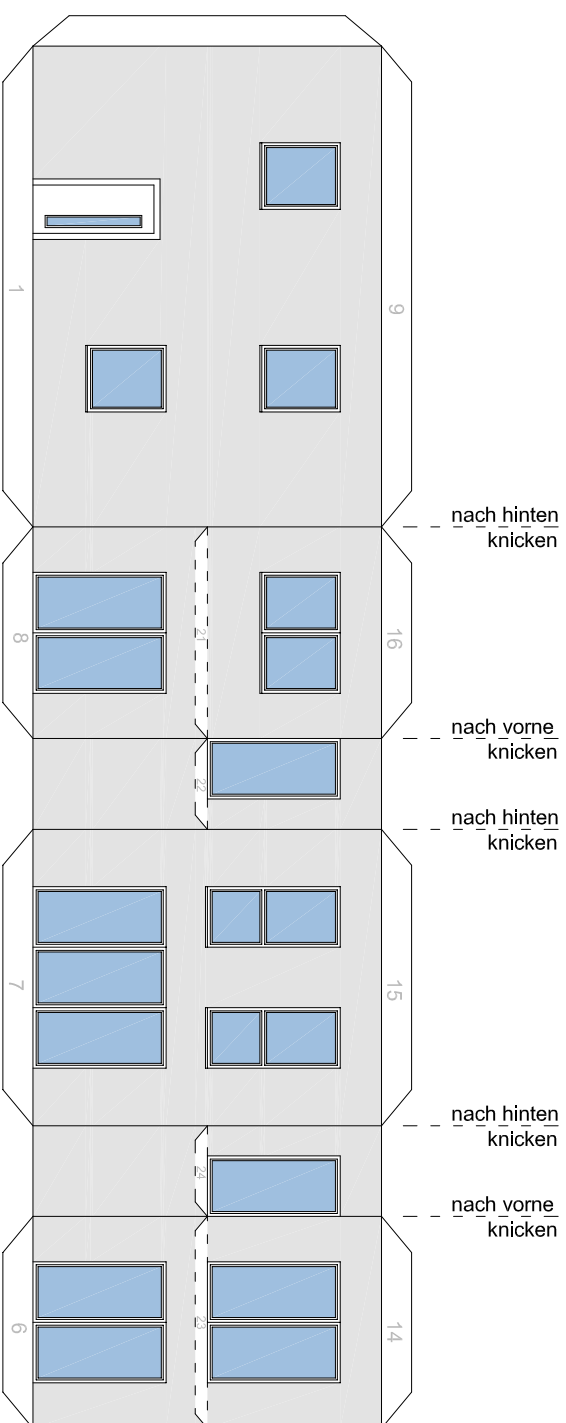 1
9
nach hinten
knicken
8
21
16
nach vorne
knicken
22
nach hinten
knicken
7
15
nach hinten
knicken
24
nach vorne
knicken
6
23
14